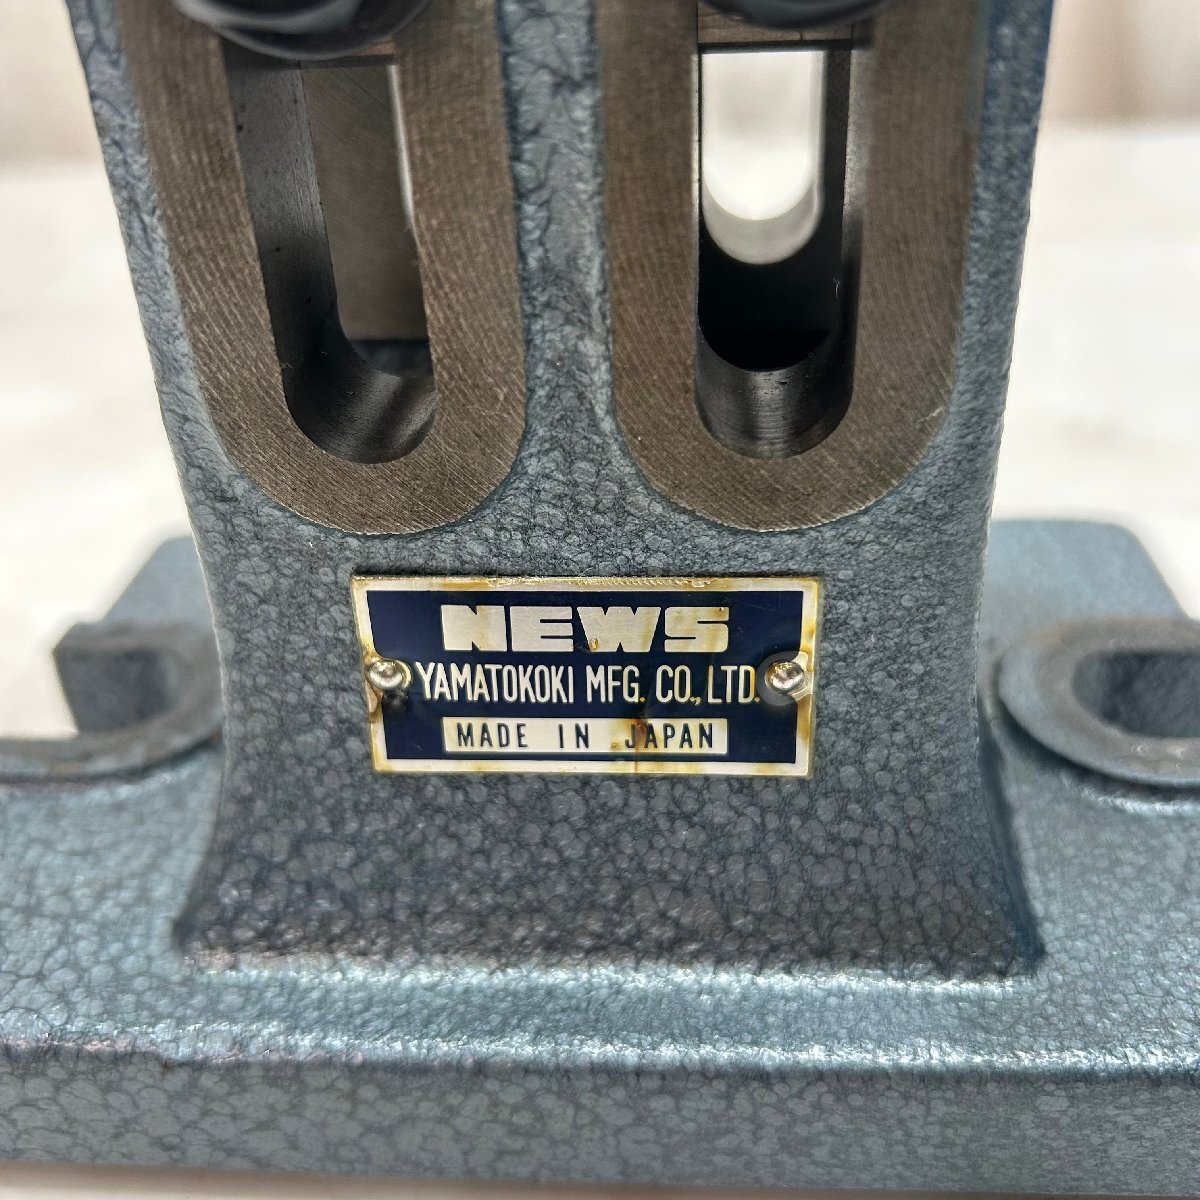 NEWS
YAMATOKOKI MFG. CO., LTD.
MADE IN JAPAN